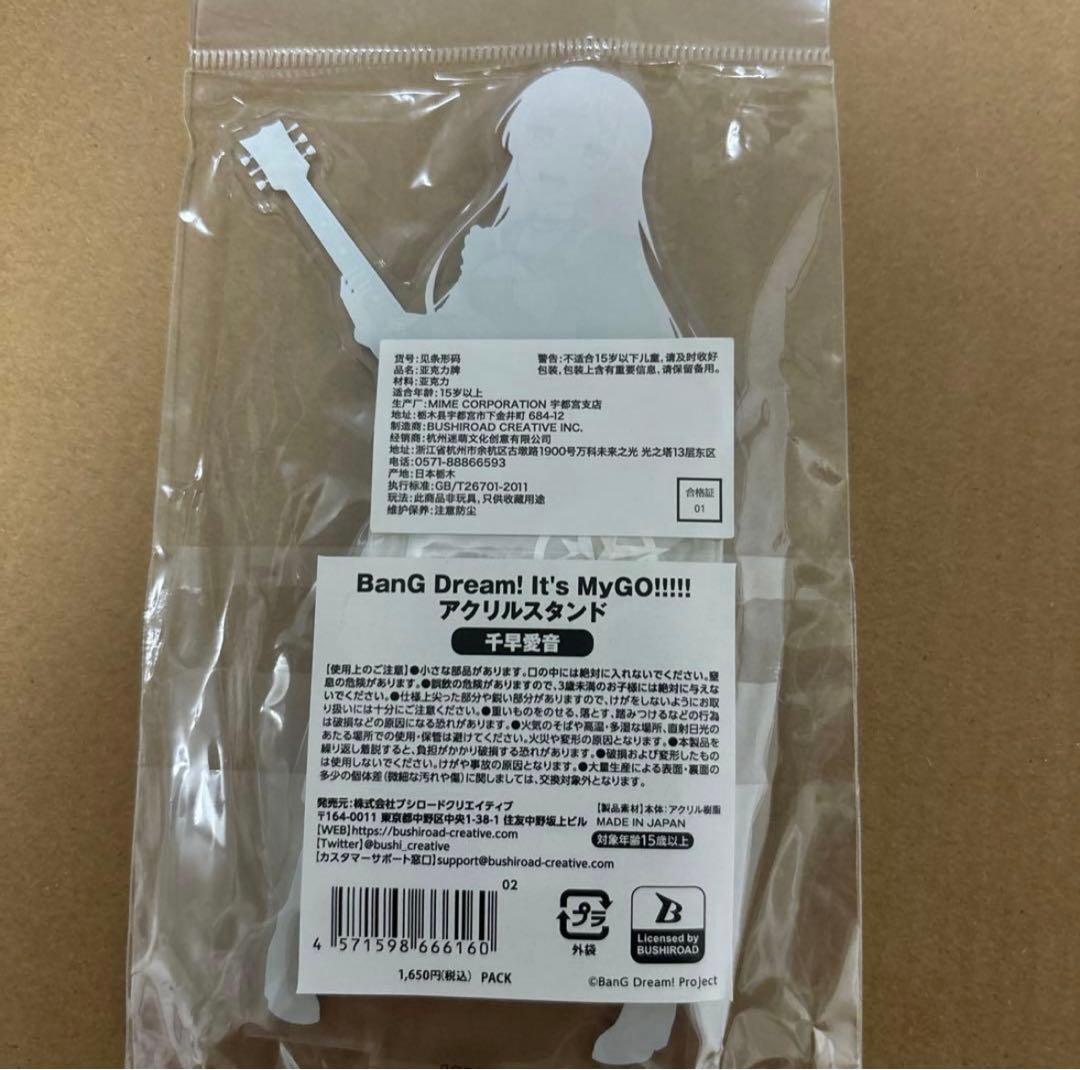 货号:见条形码
品名:亚克力牌
材料:亚克力
适合年龄:15岁以上
生产厂:MIME CORPORATION 宇都宫支店
地址:栃木县宇都宫市下金井町 684-12
制造商:BUSHIROAD CREATIVE INC.
经销商:杭州迷萌文化创意有限公司
地址:浙江省杭州市余杭区古墩路1900号万科未来之光 光之塔13层东区
电话:0571-88866593
产地:日本栃木
执行标准:GB/T26701-2011
玩法:此商品非玩具,只供收藏用途
维护保养:注意防尘
警告:不适合15岁以下儿童,请及时收好
包装,包装上含有重要信息,请保留备用。
合格証
01
BanG Dream! It's MyGO!!!!!
アクリルスタンド
千早愛音
【使用上のご注意】●小さな部品があります。口の中には絶対に入れないでください。窒
息の危険があります。●誤飲の危険がありますので、3歳未満のお子様には絶対に与えな
いでください。●仕様上尖った部分や鋭い部分がありますので、けがをしないようにお取
り扱いには十分にご注意ください。●重いものをのせる、落とす、踏みつけるなどの行為
は破損などの原因になる恐れがあります。●火気のそばや高温・多湿な場所、直射日光の
あたる場所での使用・保管は避けてください。火災や変形の原因となります。●本製品を
繰り返し着脱すると、負担がかかり破損する恐れがあります。●破損および変形したもの
は使用しないでください。けがや事故の原因となります。●大量生産による表面・裏面の
多少の個体差(微細な汚れや傷)に関しましては、交換対象外となります。
発売元:株式会社ブシロードクリエイティブ
〒164-0011 東京都中野区中央1-38-1 住友中野坂上ビル
[WEB]https://bushiroad-creative.com
[Twitter]@bushi_creative
【カスタマーサポート窓口】support@bushiroad-creative.com
【製品素材】本体:アクリル樹脂
MADE IN JAPAN
対象年齢15歳以上
02
4 571598 666160
1,650円(税込) PACK
プラ
外袋
B
Licensed by
BUSHIROAD
©BanG Dream! Project